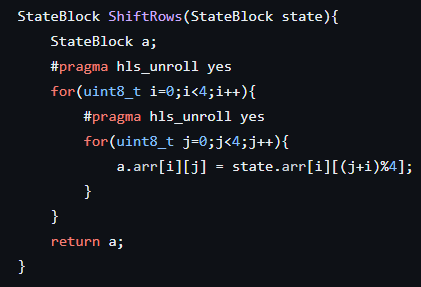 StateBlock ShiftRows(StateBlock state){
    StateBlock a;
    #pragma hls_unroll yes
    for(uint8_t i=0;i<4;i++){
        #pragma hls_unroll yes
        for(uint8_t j=0;j<4;j++){
            a.arr[i][j] = state.arr[i][(j+i)%4];
        }
    }
    return a;
}